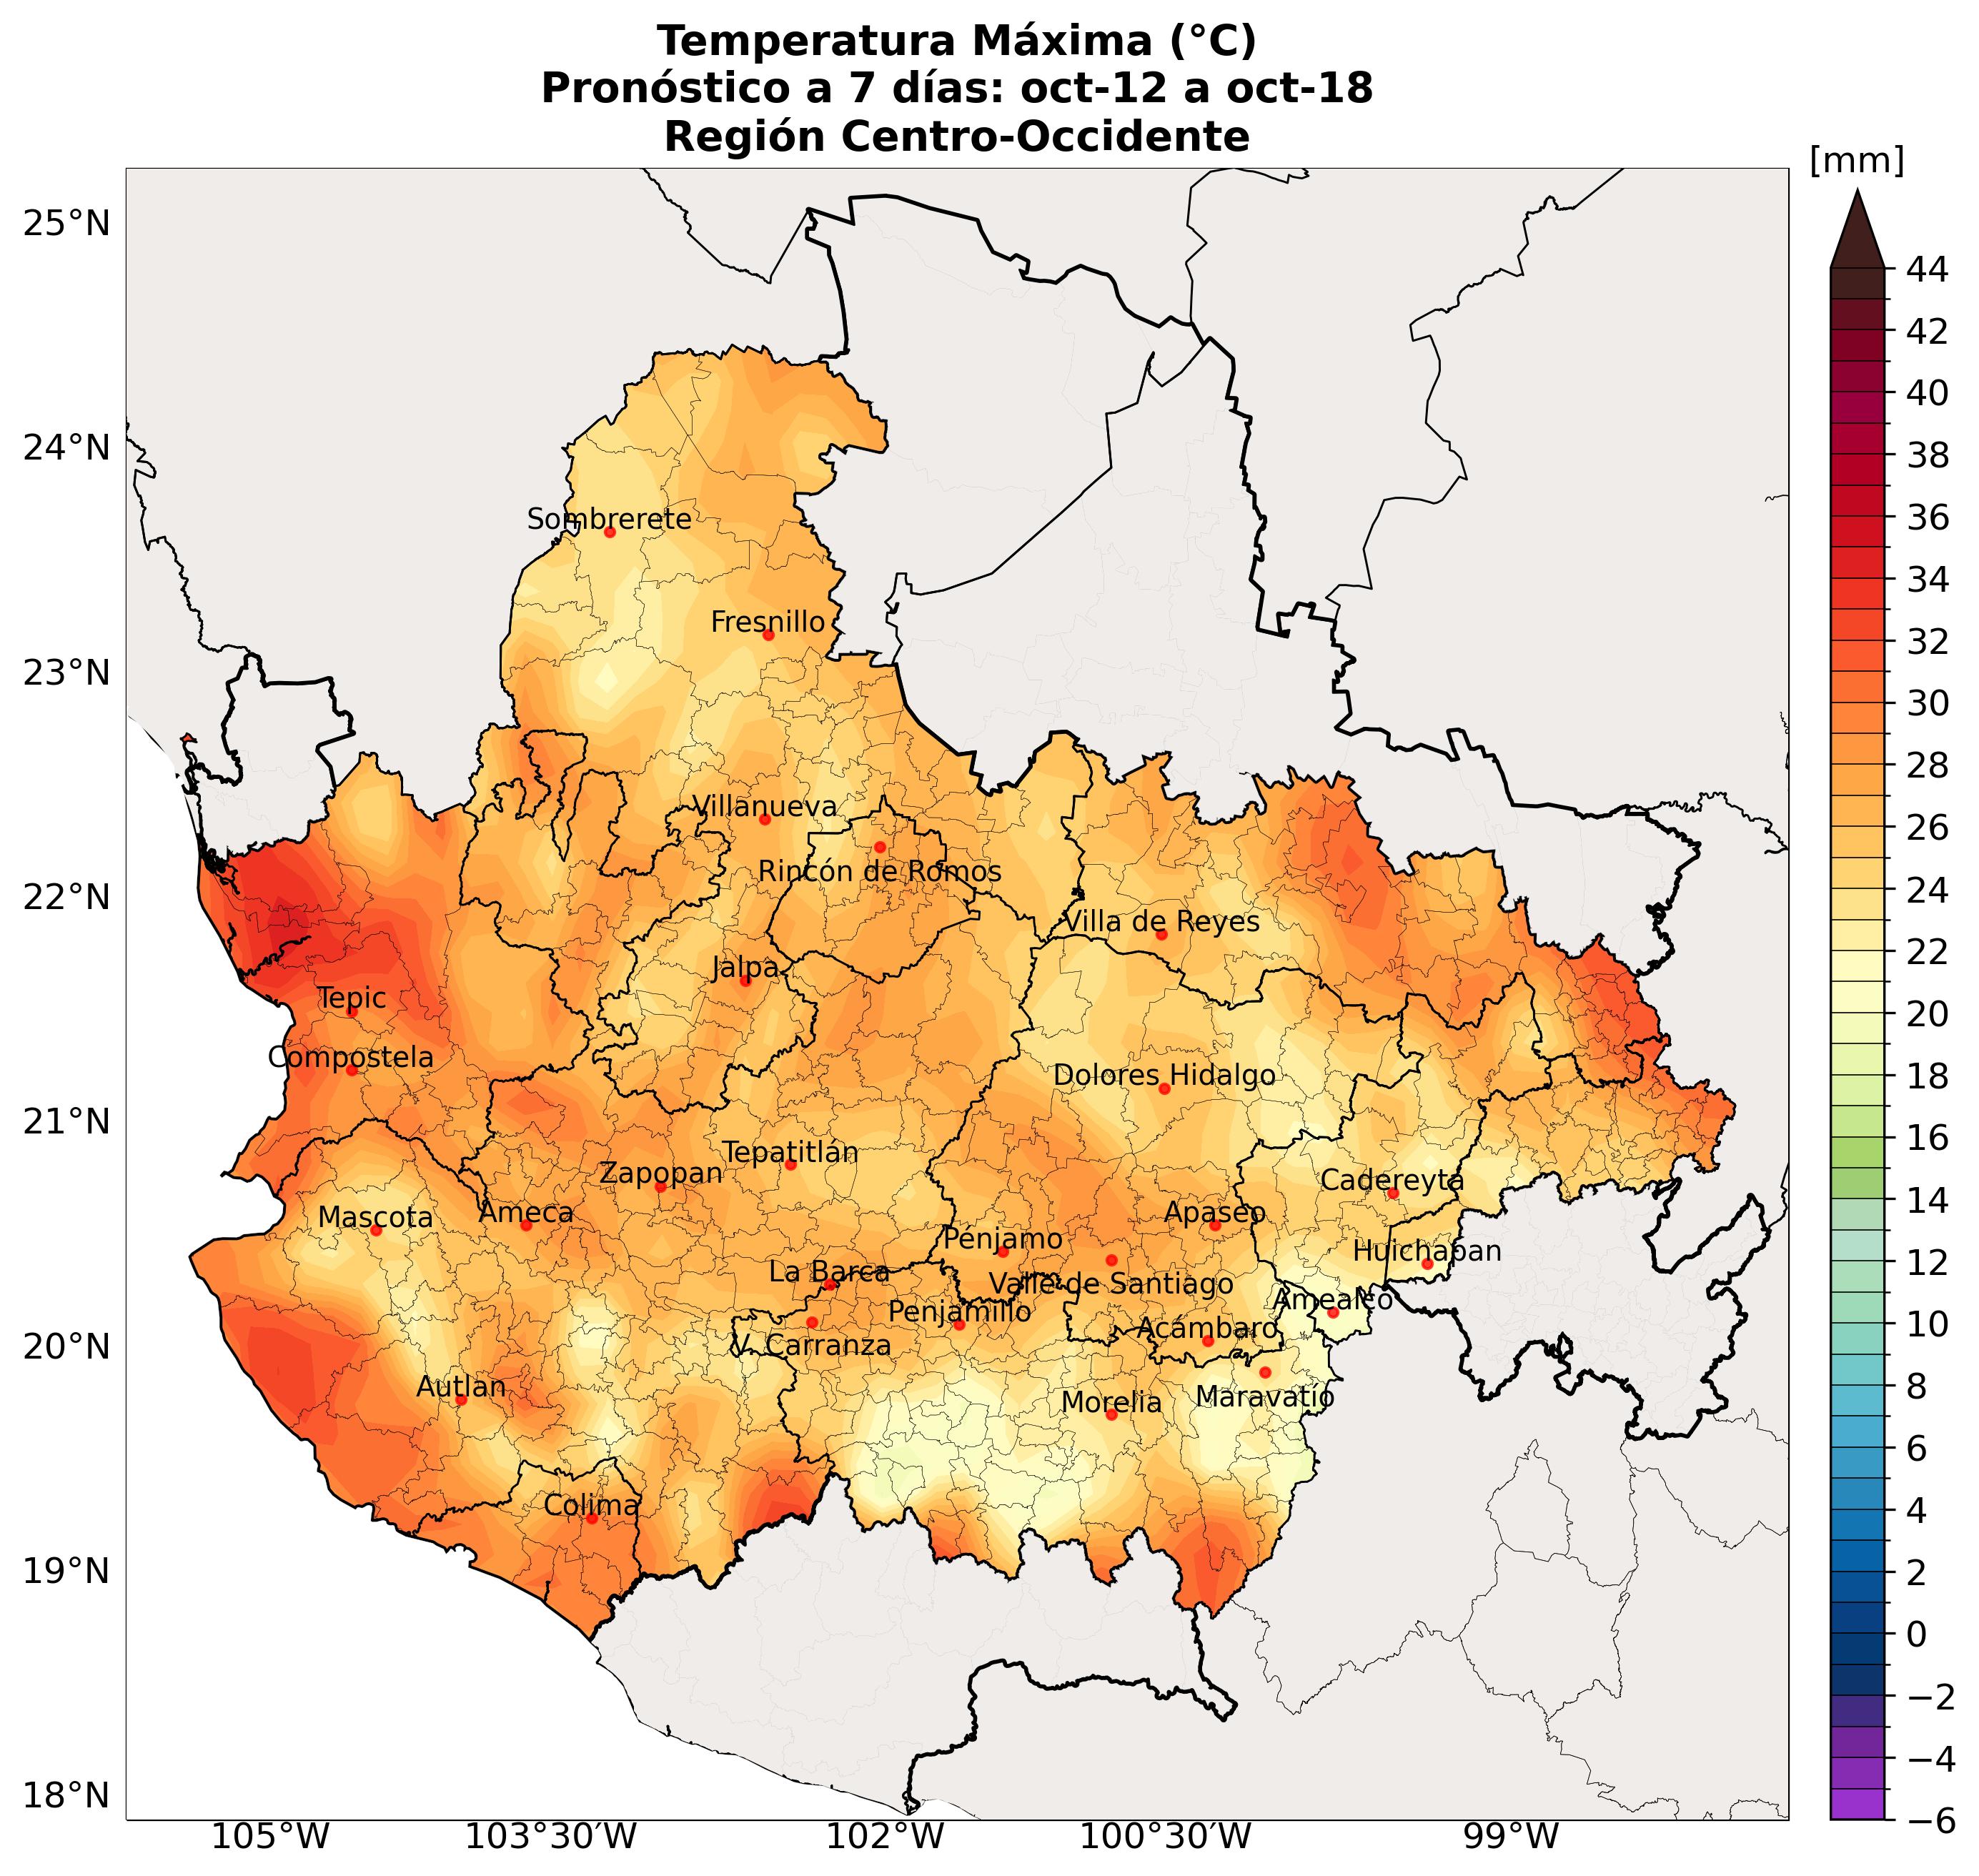 Temperatura Máxima (°C)
Pronóstico a 7 días: oct-12 a oct-18
Región Centro-Occidente
[mm]
25°N
24°N
23°N
22°N
21°N
20°N
19°N
18°N
Sombrerete
Fresnillo
Villanueva
Rincón de Romos
Villa de Reyes
Jalpa
Tepic
Compostela
Dolores Hidalgo
Tepatitlán
Zapopan
Cadereyta
Mascota
Ameca
Apaseo
Pénjamo
Huichapan
La Barca
Valle de Santiago
Amealco
Penjamillo
Acámbaro
V. Carranza
Autlan
Morelia
Maravatío
Colima
105°W
103°30′W
102°W
100°30′W
99°W
44
42
40
38
36
34
32
30
28
26
24
22
20
18
16
14
12
10
8
6
4
2
0
−2
−4
−6